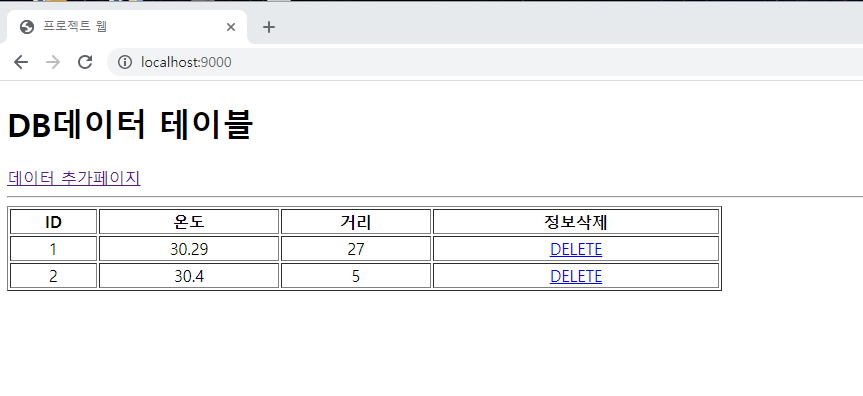 프로젝트 웹
localhost:9000
DB데이터 테이블
데이터 추가페이지
ID 온도 거리 정보삭제
1 30.29 27 DELETE
2 30.4 5 DELETE